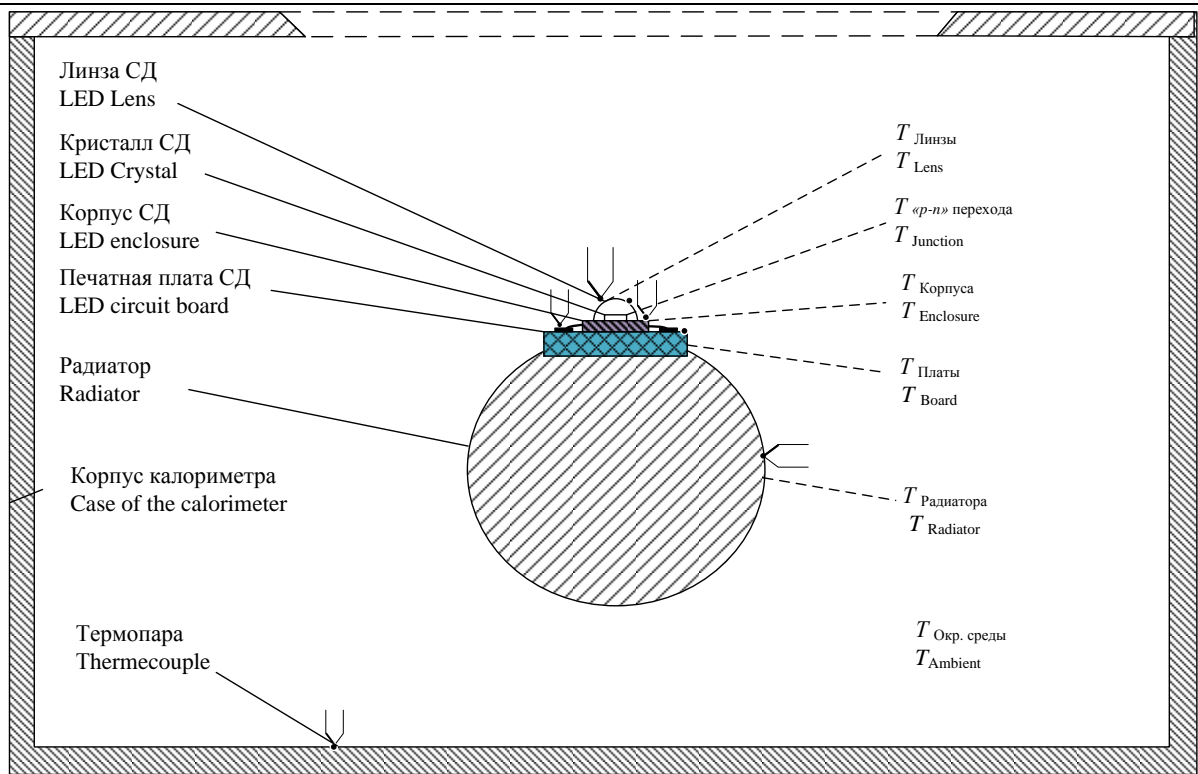 Линза СД
LED Lens
Кристалл СД
LED Crystal
Корпус СД
LED enclosure
Печатная плата СД
LED circuit board
Радиатор
Radiator
Корпус калориметра
Case of the calorimeter
Термопара
Thermecouple
T Линзы
T Lens
T «p-n» перехода
T Junction
T Корпуса
T Enclosure
T Платы
T Board
T Радиатора
T Radiator
T Окр. среды
T Ambient